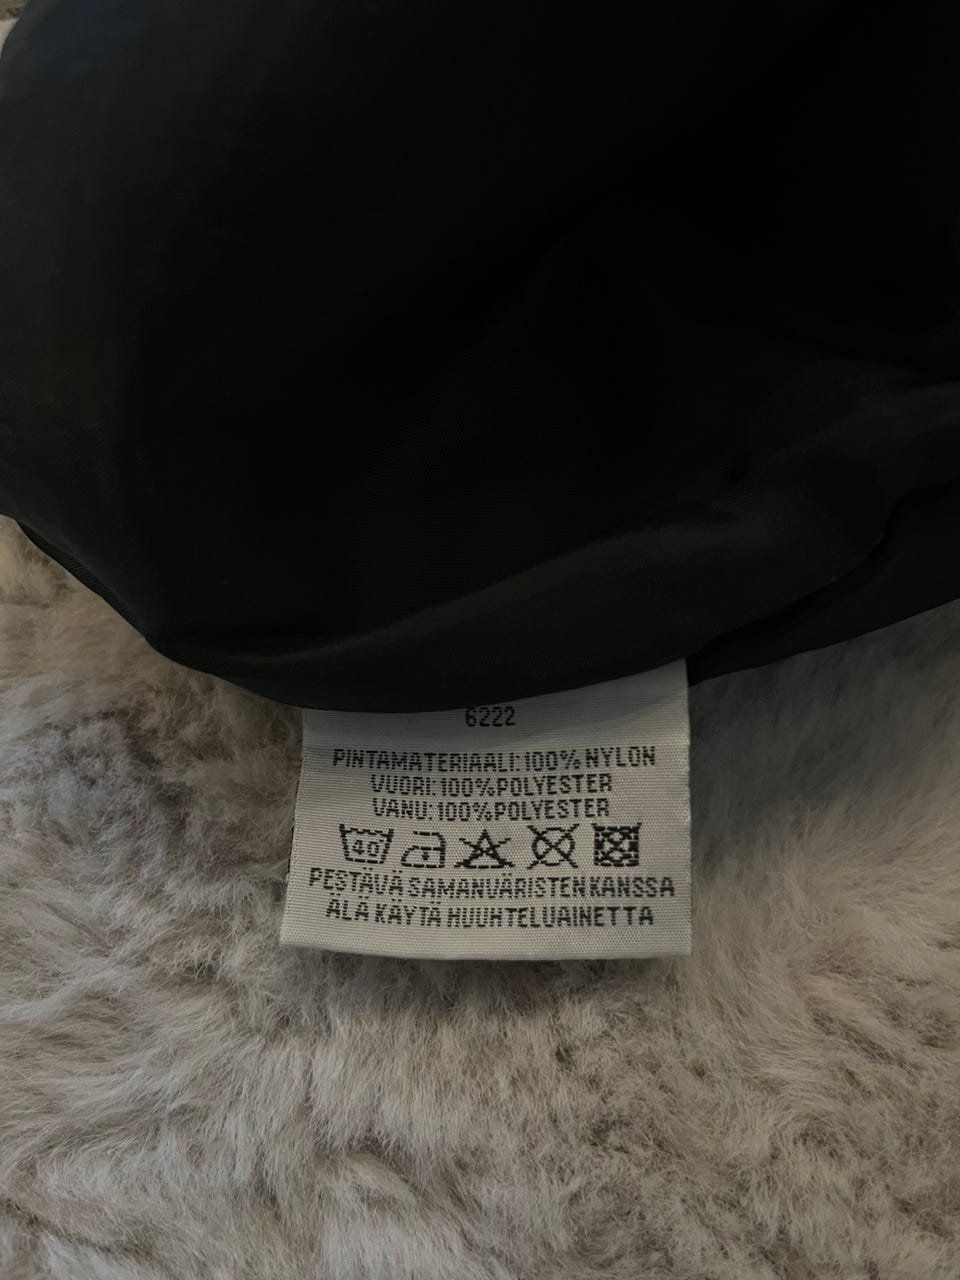 6222
PINTAMATERIAALI: 100% NYLON
VUORI: 100% POLYESTER
VANU: 100% POLYESTER
40
PESTÄVÄ SAMANVÄRISTEN KANSSA
ÄLÄ KÄYTÄ HUUHTELUAINETTA